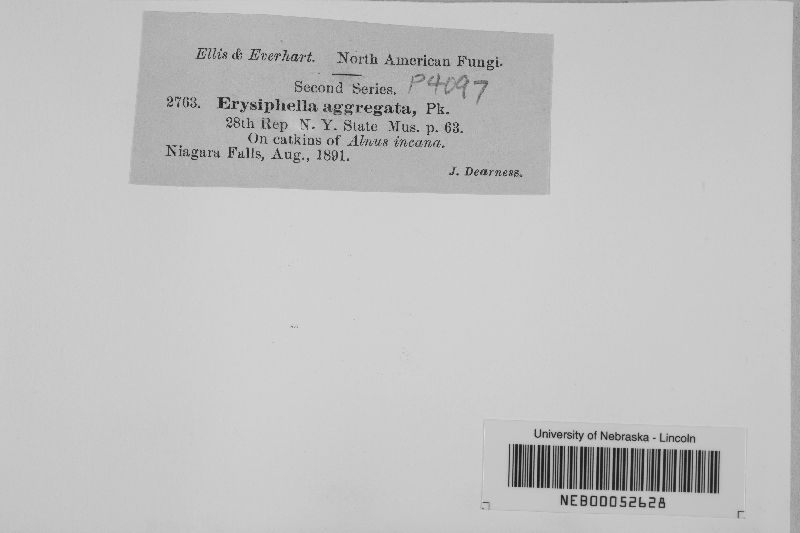 Ellis & Everhart. North American Fungi.
Second Series. P4097
2763. Erysiphella aggregata, Pk.
28th Rep N. Y. State Mus. p. 63.
On catkins of Alnus incana.
Niagara Falls, Aug., 1891.
J. Dearness.
University of Nebraska - Lincoln
NEB00052628